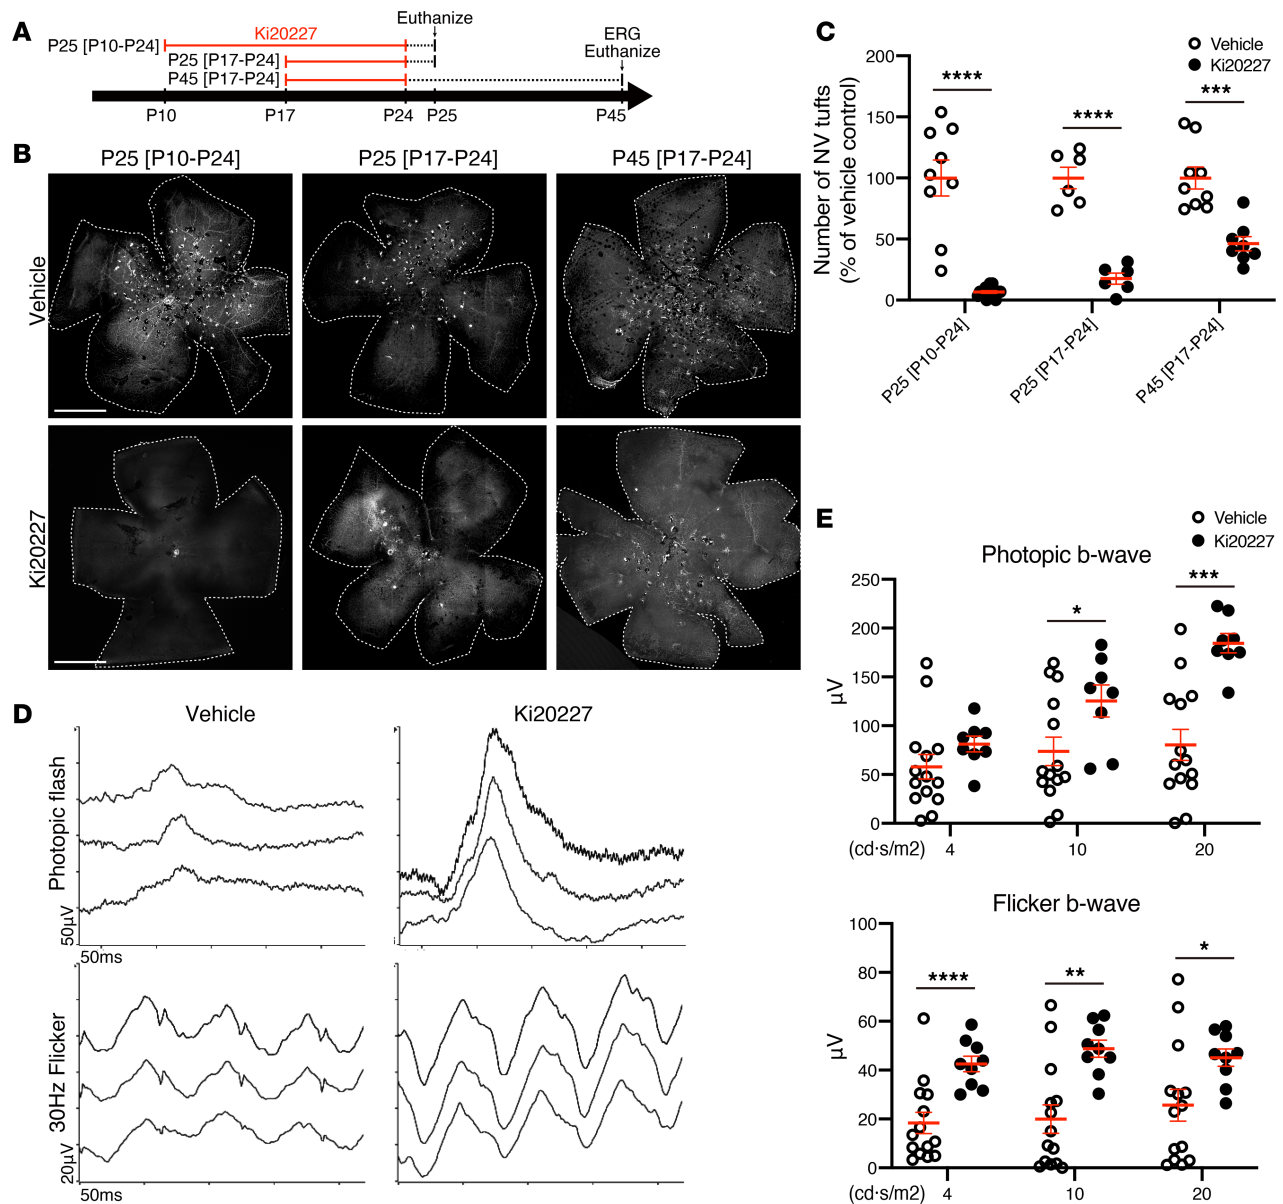 A
Euthanize
ERG
Euthanize
Ki20227
P25 [P10-P24]
P25 [P17-P24]
P45 [P17-P24]
P10
P17
P24
P25
P45
B
P25 [P10-P24]
P25 [P17-P24]
P45 [P17-P24]
Vehicle
Ki20227
C
Vehicle
Ki20227
Number of NV tufts
(% of vehicle control)
200
150
100
50
0
****
****
***
P25 [P10-P24]
P25 [P17-P24]
P45 [P17-P24]
D
Vehicle
Ki20227
Photopic flash
50µV
50ms
30Hz Flicker
20µV
50ms
E
Vehicle
Ki20227
Photopic b-wave
µV
250
200
150
100
50
0
*
***
(cd·s/m2)
4
10
20
Flicker b-wave
µV
100
80
60
40
20
0
****
**
*
(cd·s/m2)
4
10
20